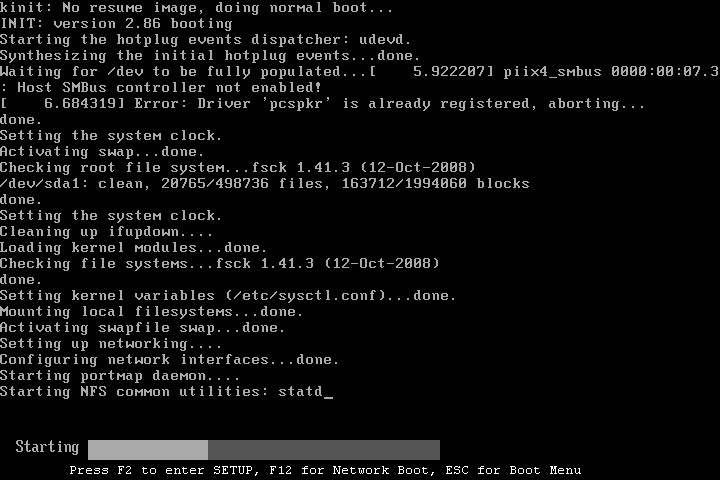 kinit: No resume image, doing normal boot...
INIT: version 2.86 booting
Starting the hotplug events dispatcher: udevd.
Synthesizing the initial hotplug events...done.
Waiting for /dev to be fully populated...[    5.922207] piix4_smbus 0000:00:07.3
: Host SMBus controller not enabled!
[    6.684319] Error: Driver 'pcspkr' is already registered, aborting...
done.
Setting the system clock.
Activating swap...done.
Checking root file system...fsck 1.41.3 (12-Oct-2008)
/dev/sda1: clean, 20765/498736 files, 163712/1994060 blocks
done.
Setting the system clock.
Cleaning up ifupdown....
Loading kernel modules...done.
Checking file systems...fsck 1.41.3 (12-Oct-2008)
done.
Setting kernel variables (/etc/sysctl.conf)...done.
Mounting local filesystems...done.
Activating swapfile swap...done.
Setting up networking....
Configuring network interfaces...done.
Starting portmap daemon....
Starting NFS common utilities: statd_
Starting
Press F2 to enter SETUP, F12 for Network Boot, ESC for Boot Menu